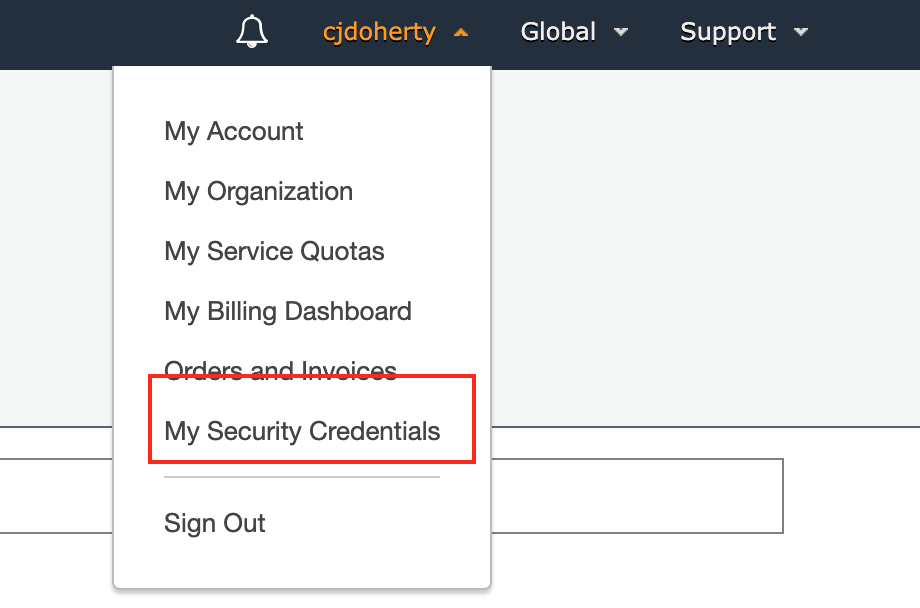 cjdoherty Global Support
My Account
My Organization
My Service Quotas
My Billing Dashboard
Orders and Invoices
My Security Credentials
Sign Out